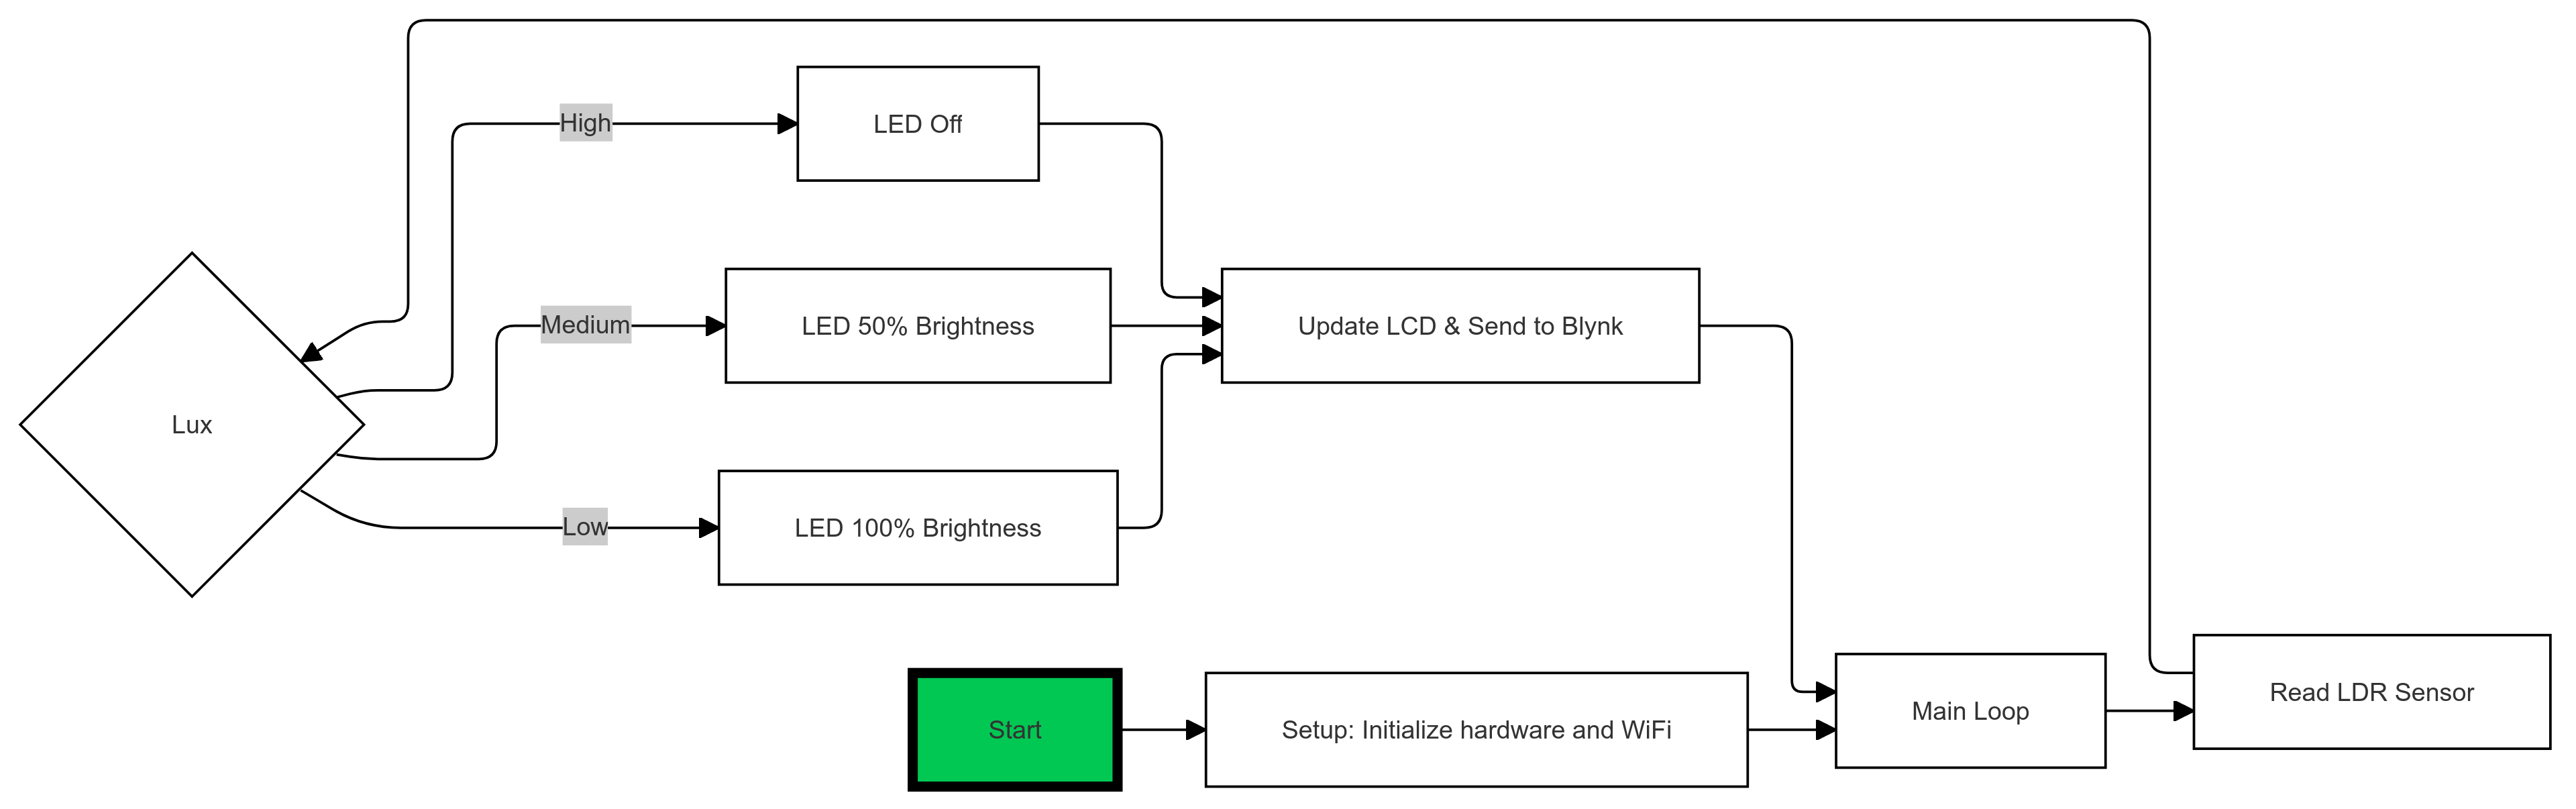 High
LED Off
Medium
LED 50% Brightness
Update LCD & Send to Blynk
Lux
Low
LED 100% Brightness
Start
Setup: Initialize hardware and WiFi
Main Loop
Read LDR Sensor